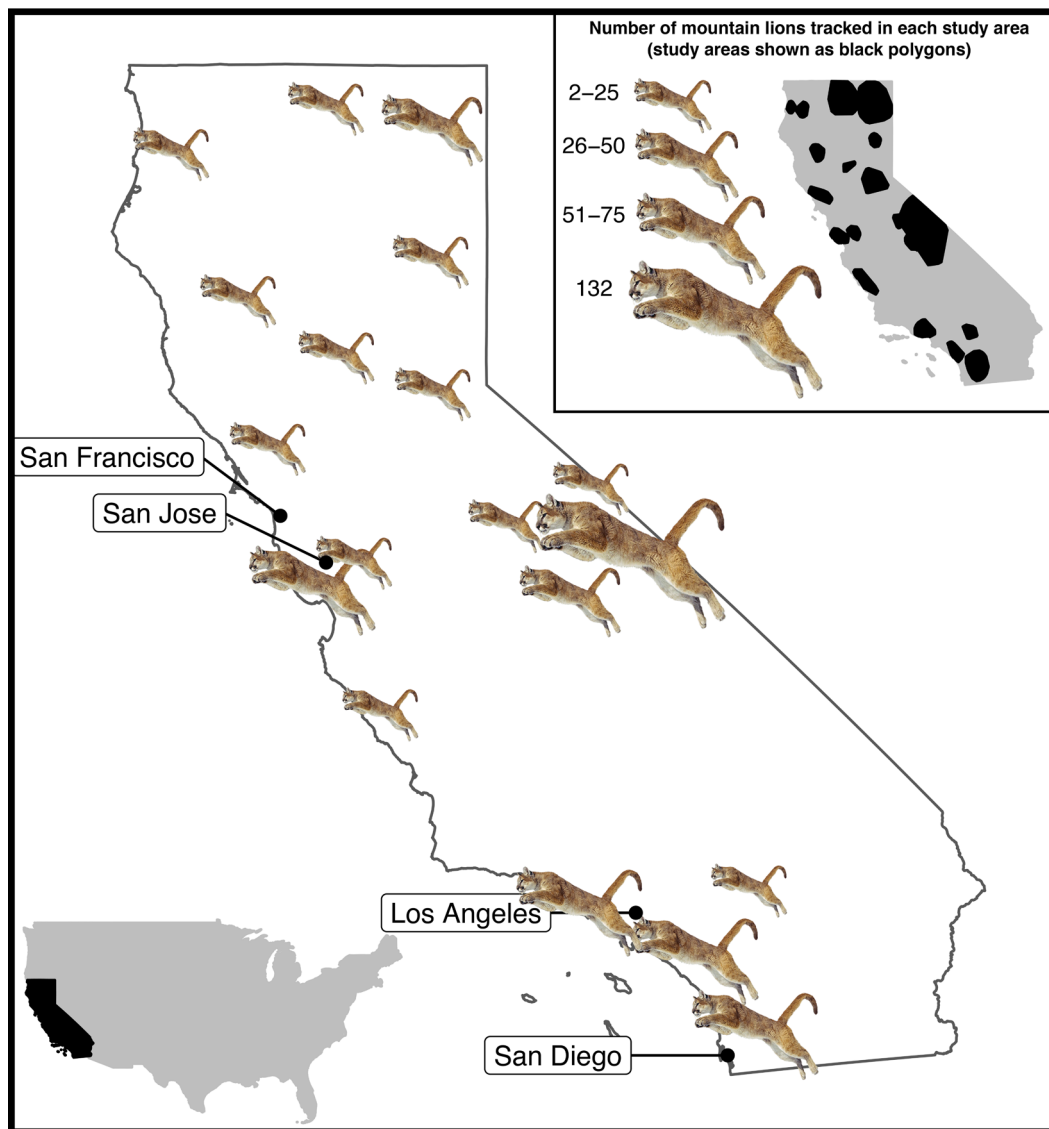 Number of mountain lions tracked in each study area
(study areas shown as black polygons)
2–25
26–50
51–75
132
San Francisco
San Jose
Los Angeles
San Diego